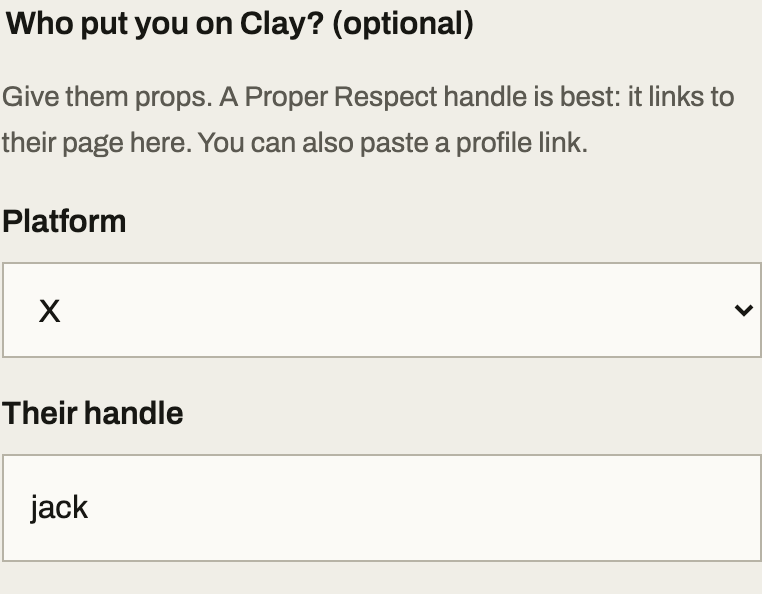 Who put you on Clay? (optional)
Give them props. A Proper Respect handle is best: it links to
their page here. You can also paste a profile link.
Platform
X
Their handle
jack